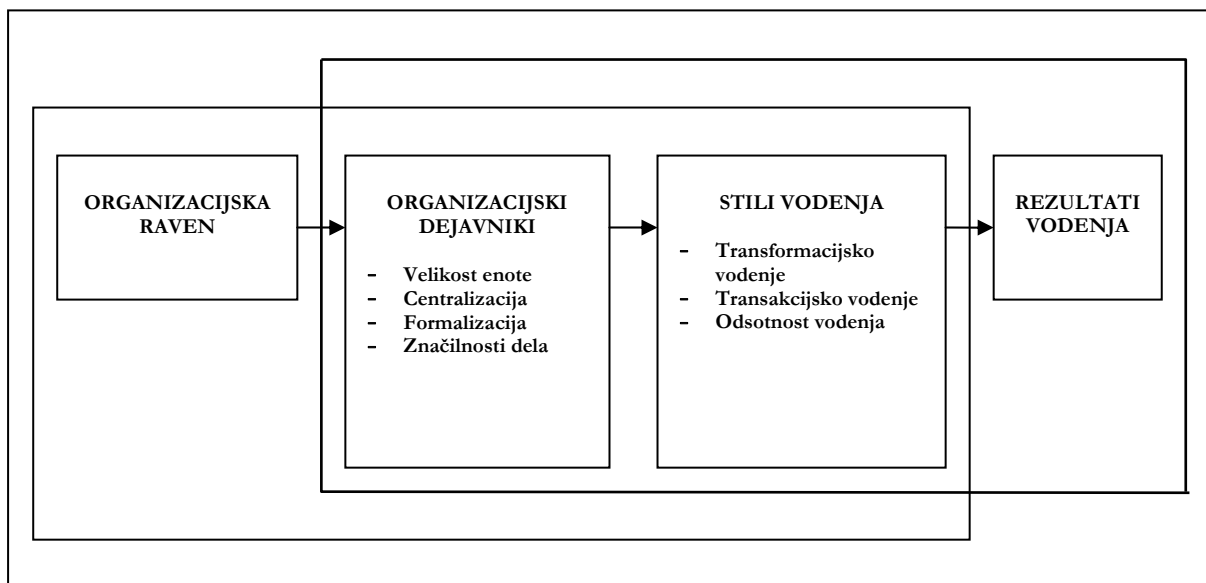 ORGANIZACIJSKA
RAVEN
ORGANIZACIJSKI
DEJAVNIKI
- Velikost enote
- Centralizacija
- Formalizacija
- Značilnosti dela
STILI VODENJA
- Transformacijsko
vodenje
- Transakcijsko vodenje
- Odsotnost vodenja
REZULTATI
VODENJA